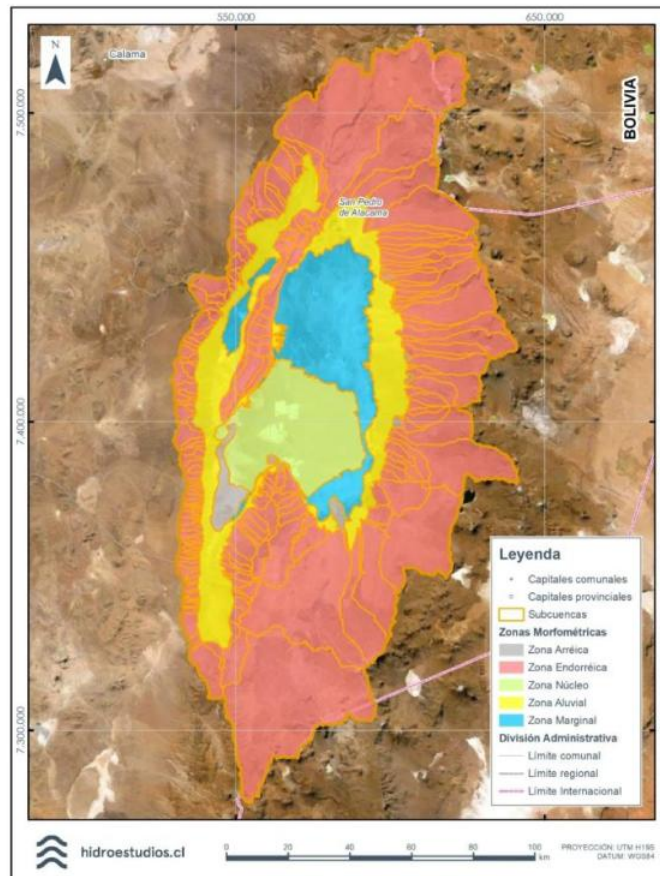 550.000
650.000
N
Calama
BOLIVIA
7.500.000
San Pedro
de Atacama
7.400.000
7.300.000
Leyenda
Capitales comunales
Capitales provinciales
Subcuencas
Zonas Morfométricas
Zona Arréica
Zona Endorréica
Zona Núcleo
Zona Aluvial
Zona Marginal
División Administrativa
Límite comunal
Límite regional
Límite Internacional
hidroestudios.cl
0 20 40 60 80 100
km
PROYECCIÓN: UTM H19S
DATUM: WGS84